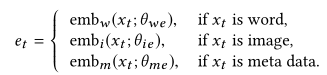 emb_w(x_t; θ_we), if x_t is word,
e_t = { emb_i(x_t; θ_ie), if x_t is image,
emb_m(x_t; θ_me), if x_t is meta data.